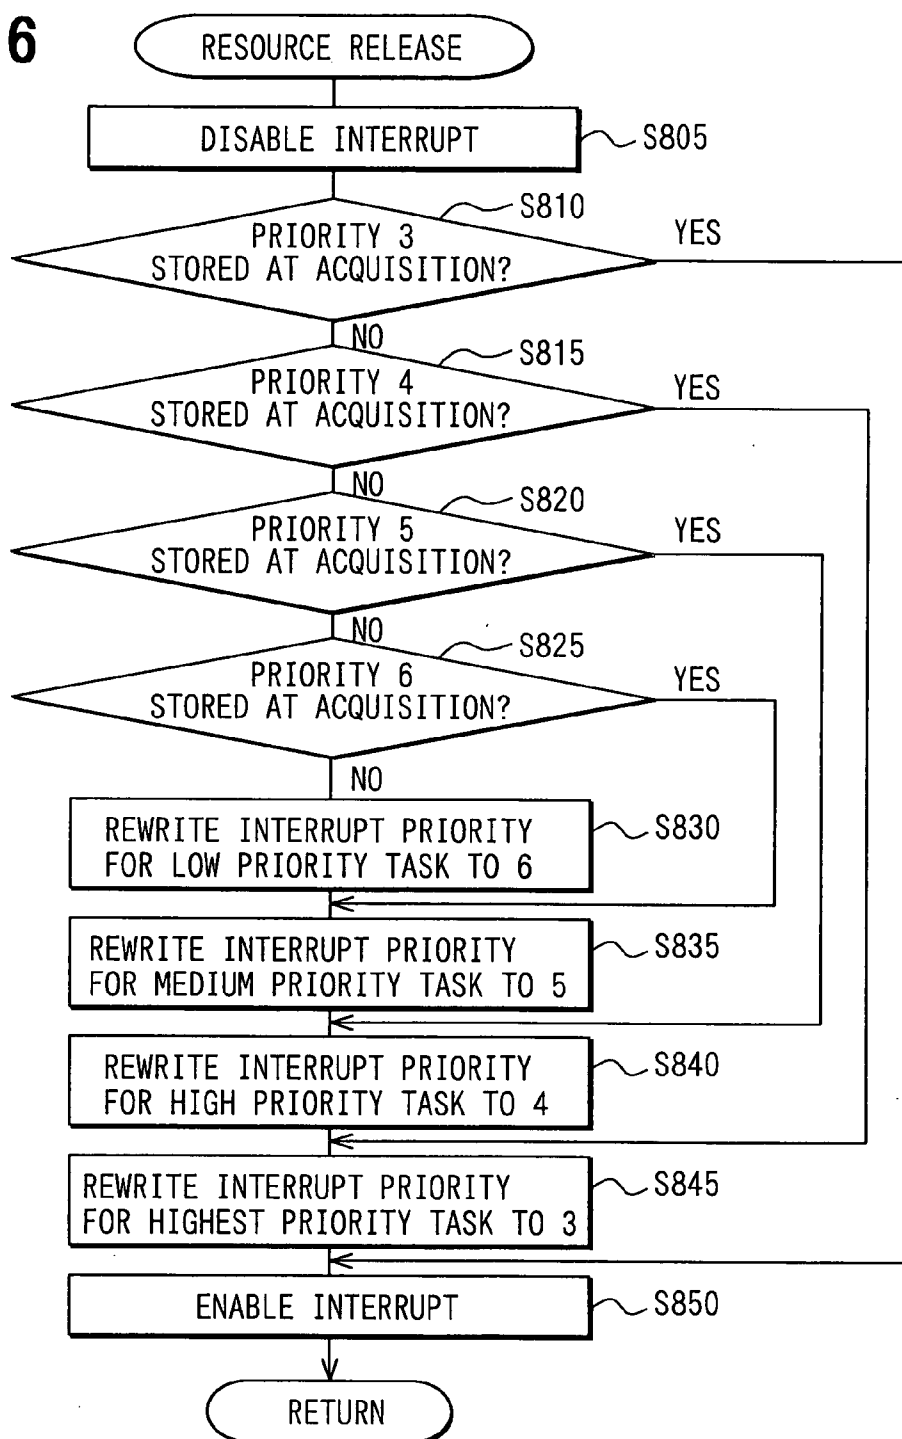 6
RESOURCE RELEASE
DISABLE INTERRUPT
S805
S810
PRIORITY 3
STORED AT ACQUISITION?
YES
NO
S815
PRIORITY 4
STORED AT ACQUISITION?
YES
NO
S820
PRIORITY 5
STORED AT ACQUISITION?
YES
NO
S825
PRIORITY 6
STORED AT ACQUISITION?
YES
NO
REWRITE INTERRUPT PRIORITY
FOR LOW PRIORITY TASK TO 6
S830
REWRITE INTERRUPT PRIORITY
FOR MEDIUM PRIORITY TASK TO 5
S835
REWRITE INTERRUPT PRIORITY
FOR HIGH PRIORITY TASK TO 4
S840
REWRITE INTERRUPT PRIORITY
FOR HIGHEST PRIORITY TASK TO 3
S845
ENABLE INTERRUPT
S850
RETURN